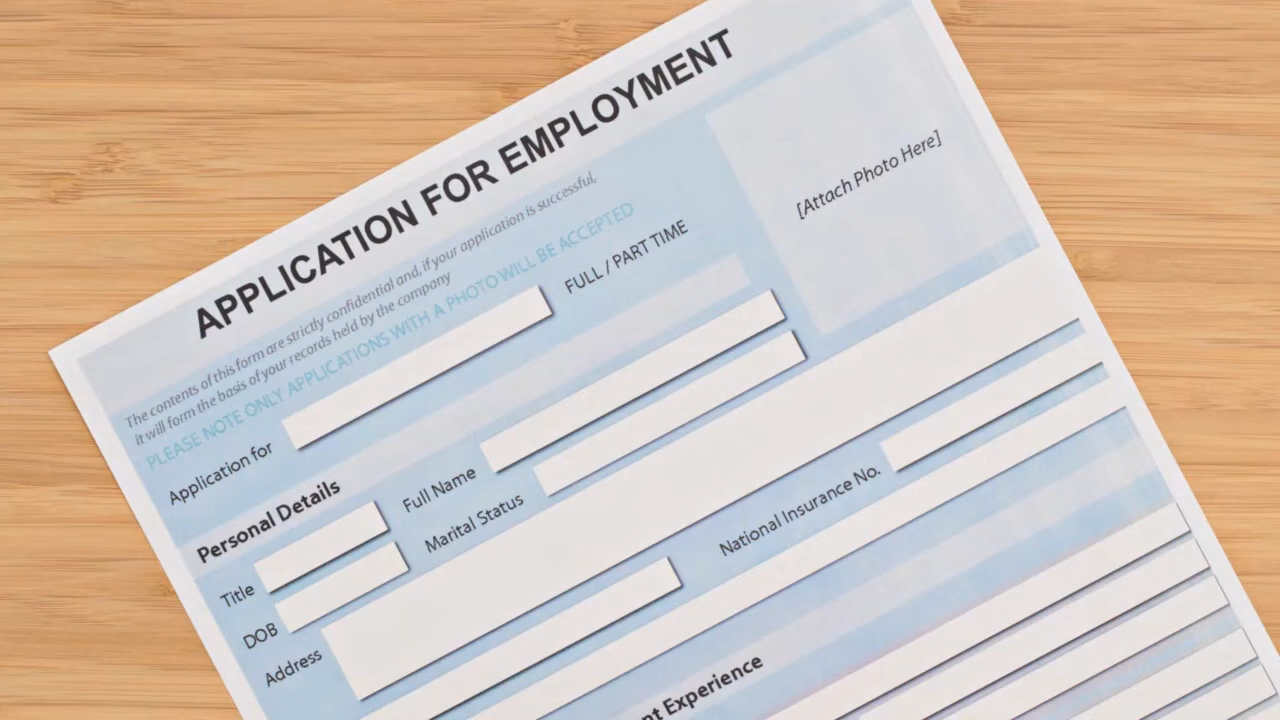 APPLICATION FOR EMPLOYMENT
The contents of this form are strictly confidential and, if your application is successful,
it will form the basis of your records held by the company
PLEASE NOTE ONLY APPLICATIONS WITH A PHOTO WILL BE ACCEPTED
[Attach Photo Here]
Application for FULL / PART TIME
Personal Details
Title Full Name
DOB Marital Status
Address
National Insurance No.
Experience